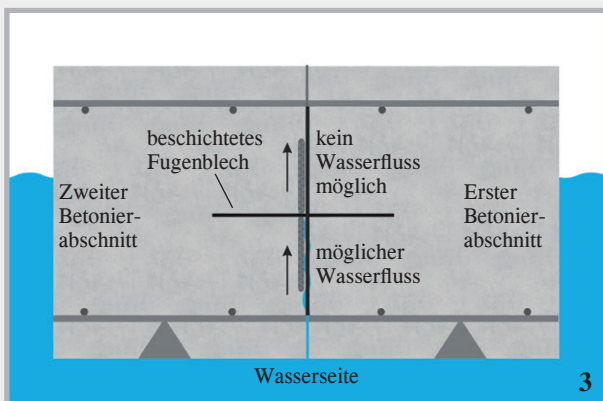 beschichtetes
Fugenblech
kein
Wasserfluss
möglich
Zweiter
Betonier-
abschnitt
Erster
Betonier-
abschnitt
möglicher
Wasserfluss
Wasserseite
3